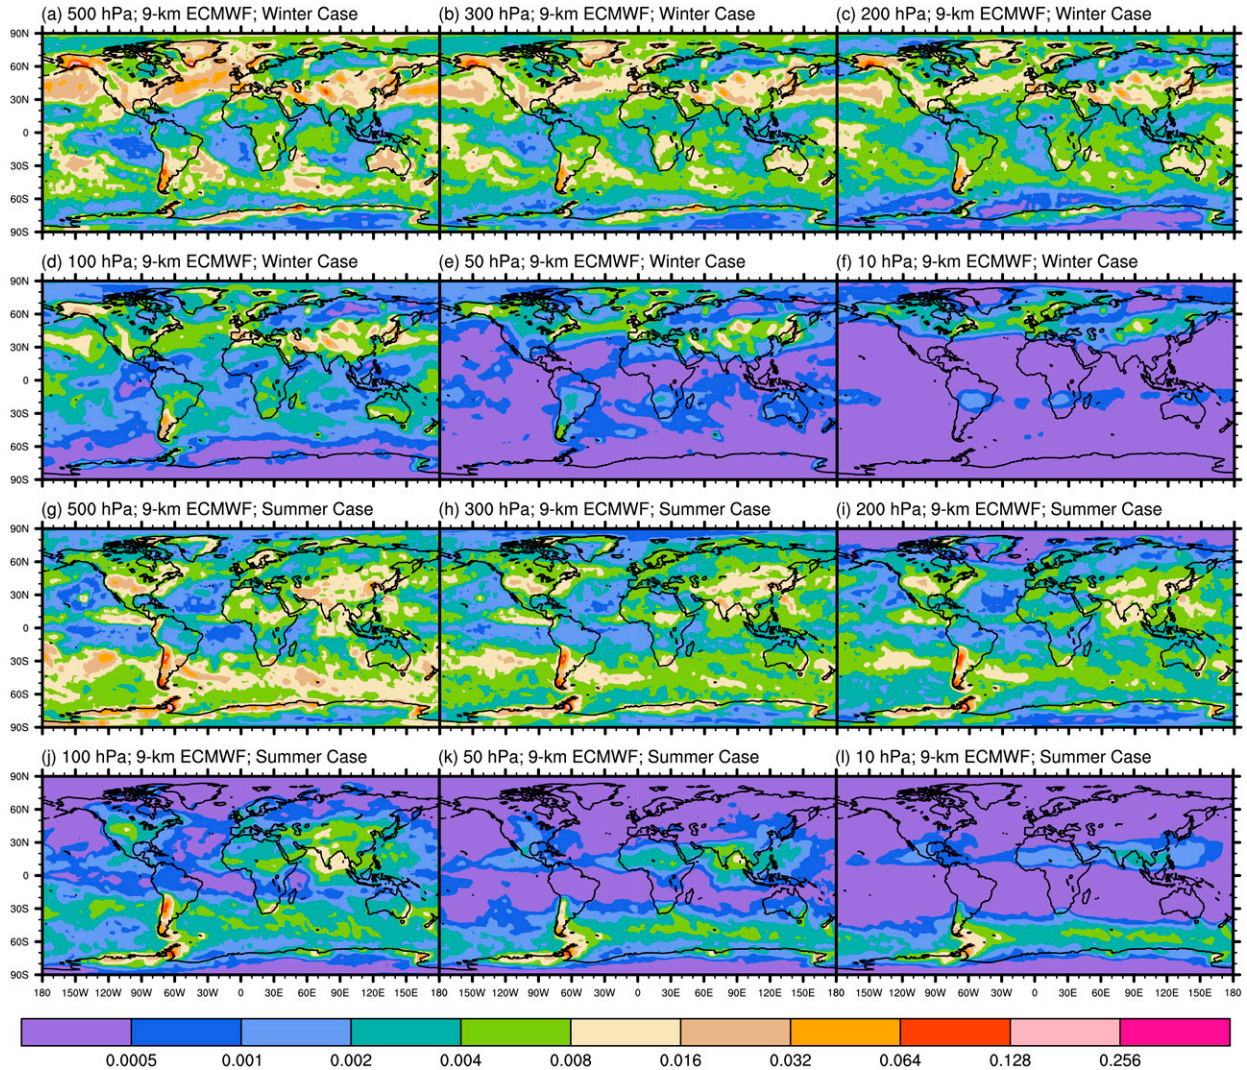 (a) 500 hPa; 9-km ECMWF; Winter Case (b) 300 hPa; 9-km ECMWF; Winter Case (c) 200 hPa; 9-km ECMWF; Winter Case
90N
60N
30N
0
30S
60S
90S
(d) 100 hPa; 9-km ECMWF; Winter Case (e) 50 hPa; 9-km ECMWF; Winter Case (f) 10 hPa; 9-km ECMWF; Winter Case
90N
60N
30N
0
30S
60S
90S
(g) 500 hPa; 9-km ECMWF; Summer Case (h) 300 hPa; 9-km ECMWF; Summer Case (i) 200 hPa; 9-km ECMWF; Summer Case
90N
60N
30N
0
30S
60S
90S
(j) 100 hPa; 9-km ECMWF; Summer Case (k) 50 hPa; 9-km ECMWF; Summer Case (l) 10 hPa; 9-km ECMWF; Summer Case
90N
60N
30N
0
30S
60S
90S
180 150W 120W 90W 60W 30W 0 30E 60E 90E 120E 150E 180 150W 120W 90W 60W 30W 0 30E 60E 90E 120E 150E 180 150W 120W 90W 60W 30W 0 30E 60E 90E 120E 150E 180
0.0005 0.001 0.002 0.004 0.008 0.016 0.032 0.064 0.128 0.256